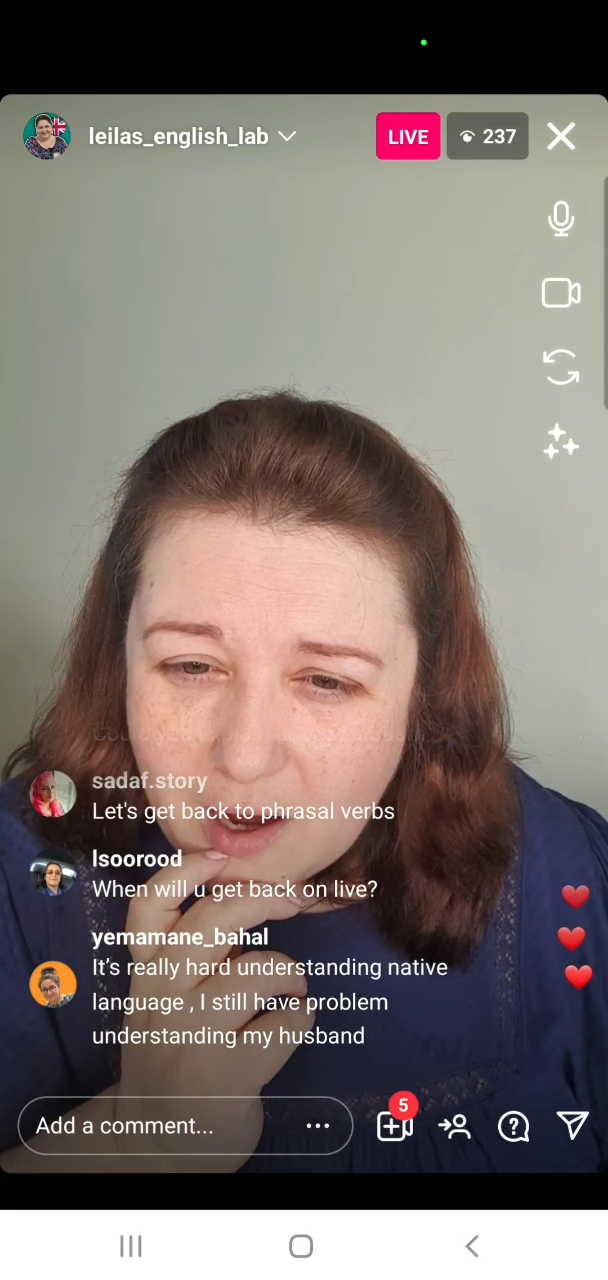 leilas_english_lab
LIVE
237
sadaf.story
Let's get back to phrasal verbs
lsoorood
When will u get back on live?
yemamane_bahal
It's really hard understanding native
language , I still have problem
understanding my husband
Add a comment...
5